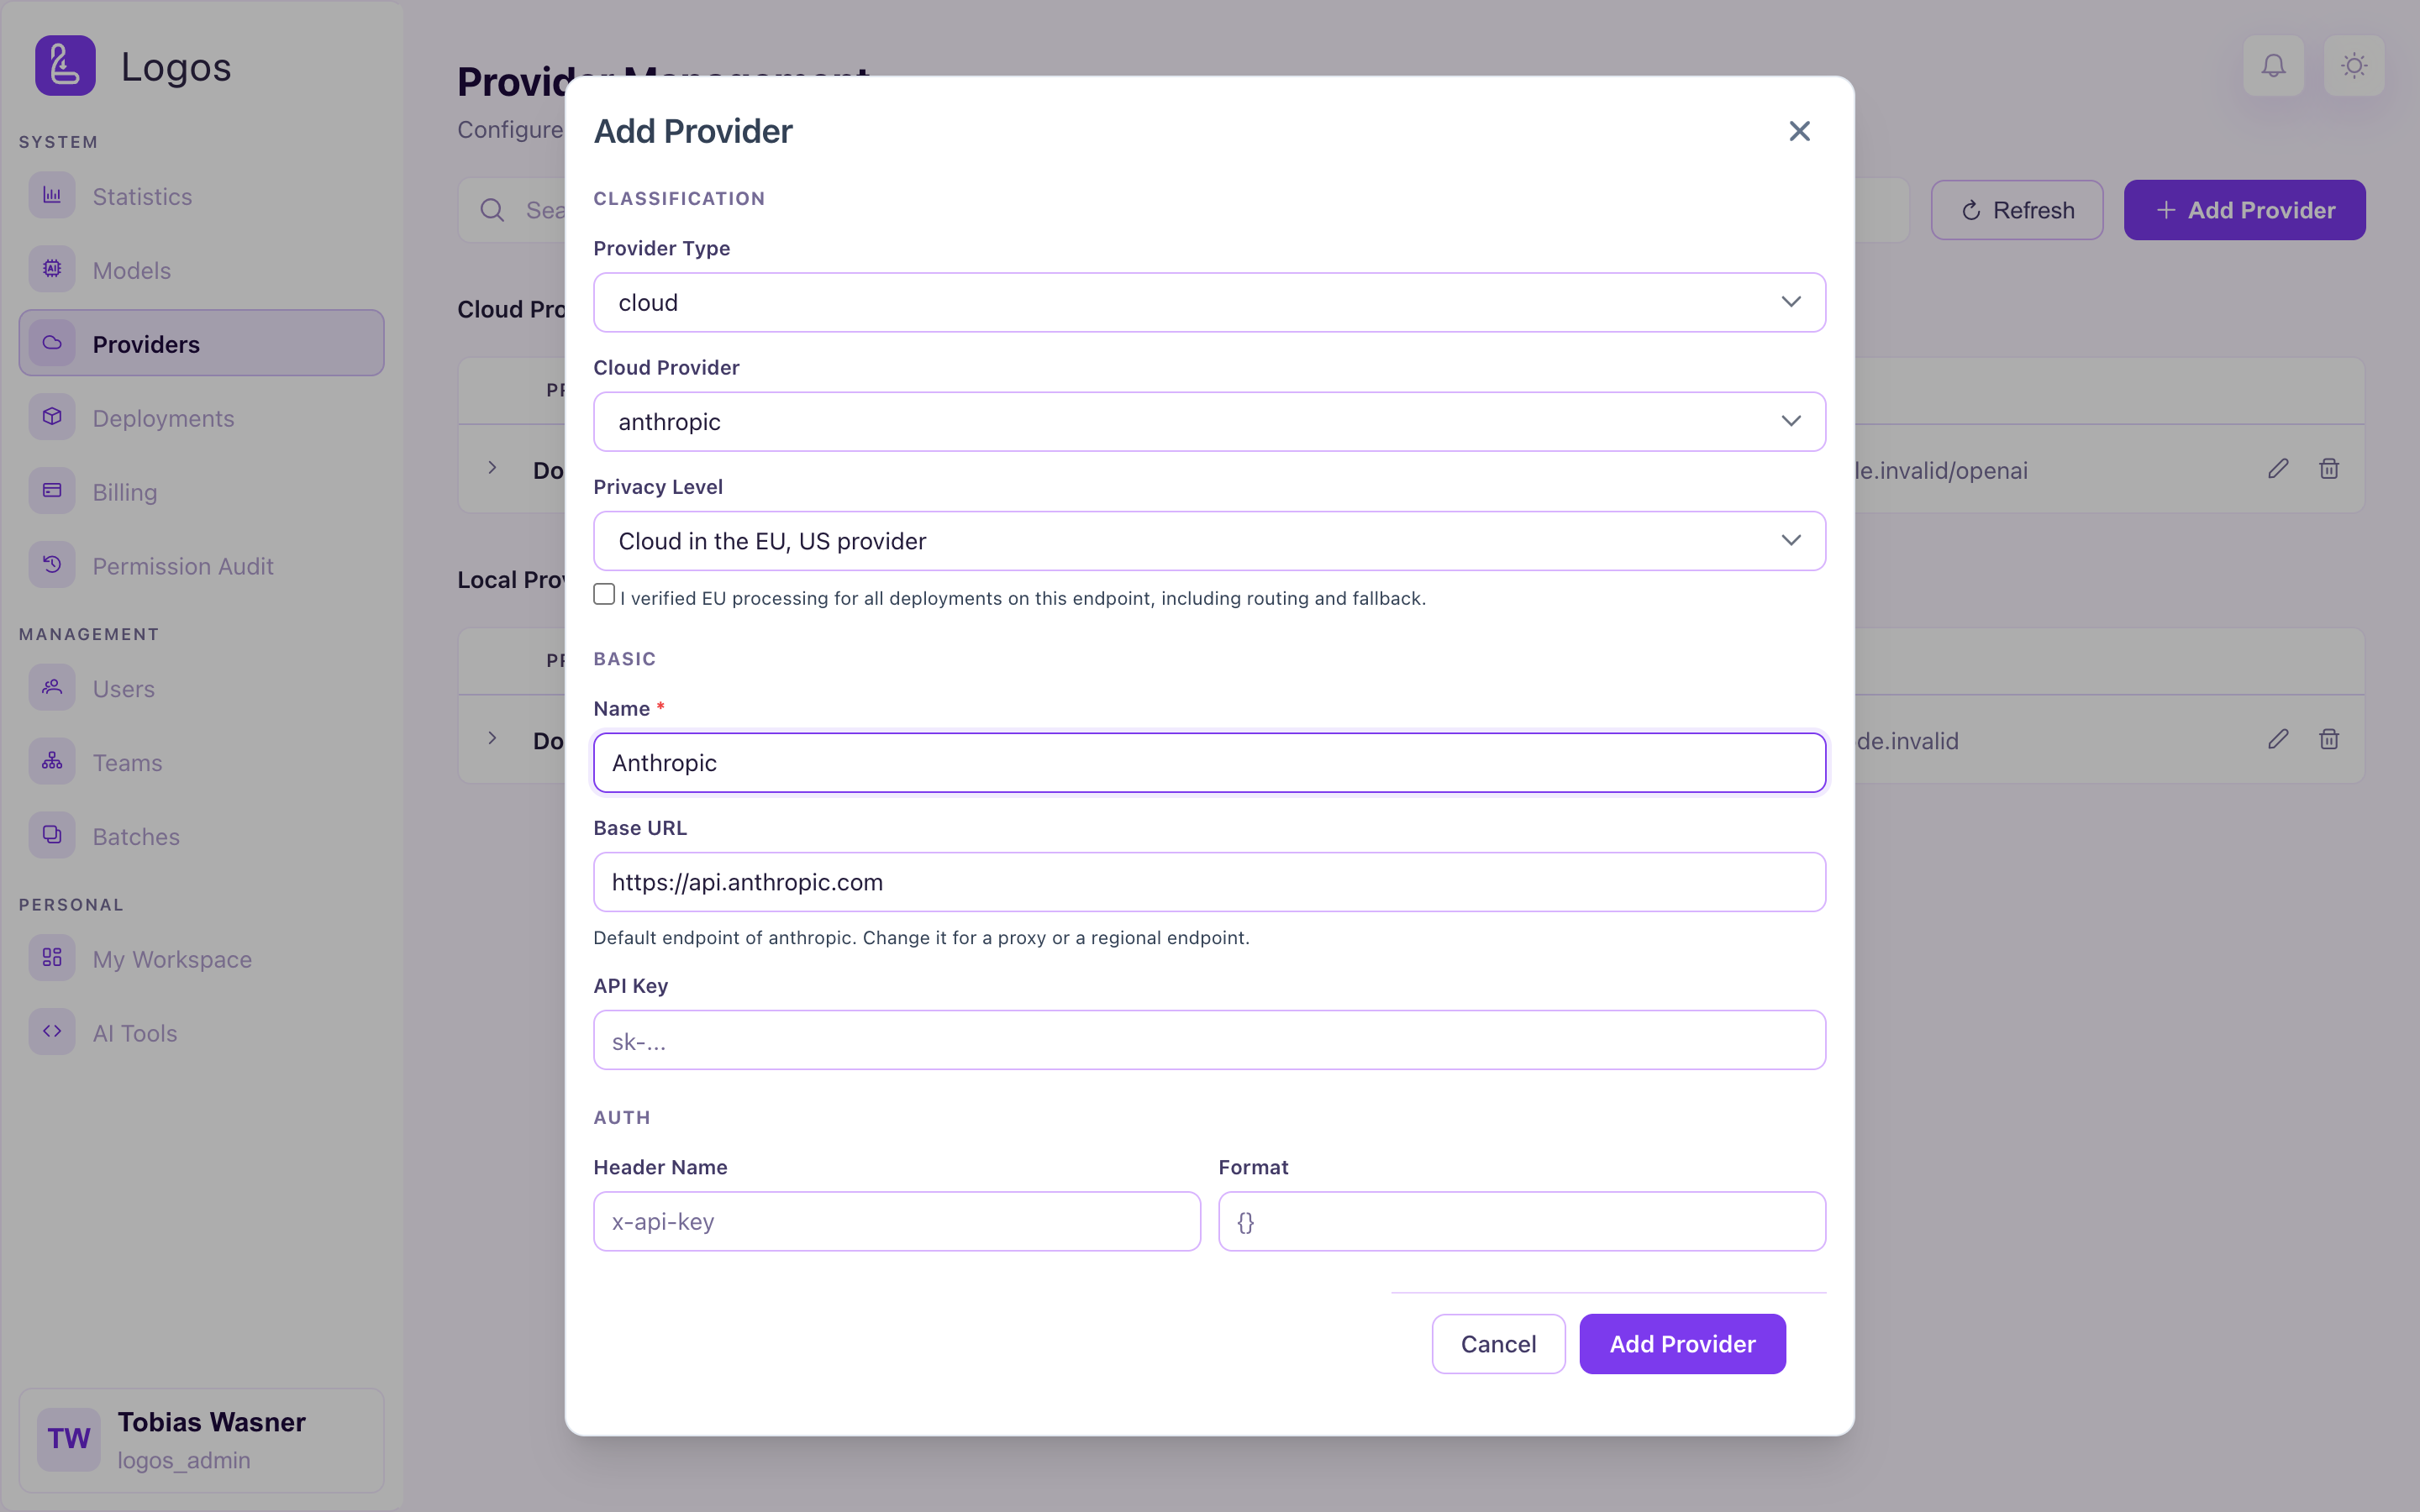 Logos
SYSTEM
Statistics
Models
Providers
Deployments
Billing
Permission Audit
MANAGEMENT
Users
Teams
Batches
PERSONAL
My Workspace
AI Tools
TW
Tobias Wasner
logos_admin
Provider Management
Configure
Refresh
Add Provider
Cloud
le.invalid/openai
Local
de.invalid
Add Provider
CLASSIFICATION
Provider Type
cloud
Cloud Provider
anthropic
Privacy Level
Cloud in the EU, US provider
I verified EU processing for all deployments on this endpoint, including routing and fallback.
BASIC
Name *
Anthropic
Base URL
https://api.anthropic.com
Default endpoint of anthropic. Change it for a proxy or a regional endpoint.
API Key
sk-...
AUTH
Header Name
Format
x-api-key
{}
Cancel
Add Provider